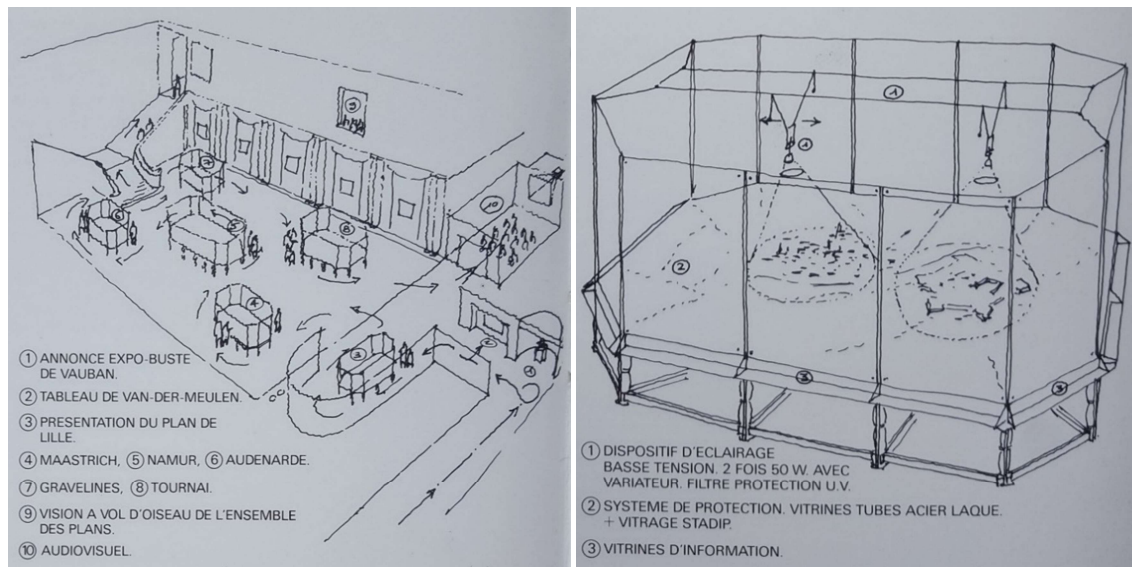 ① ANNONCE EXPO-BUSTE
DE VAUBAN.
② TABLEAU DE VAN-DER-MEULEN.
③ PRESENTATION DU PLAN DE
LILLE.
④ MAASTRICH, ⑤ NAMUR, ⑥ AUDENARDE.
⑦ GRAVELINES, ⑧ TOURNAI.
⑨ VISION A VOL D'OISEAU DE L'ENSEMBLE
DES PLANS.
⑩ AUDIOVISUEL.
① DISPOSITIF D'ECLAIRAGE
BASSE TENSION. 2 FOIS 50 W. AVEC
VARIATEUR. FILTRE PROTECTION U.V.
② SYSTEME DE PROTECTION. VITRINES TUBES ACIER LAQUE.
+ VITRAGE STADIP.
③ VITRINES D'INFORMATION.